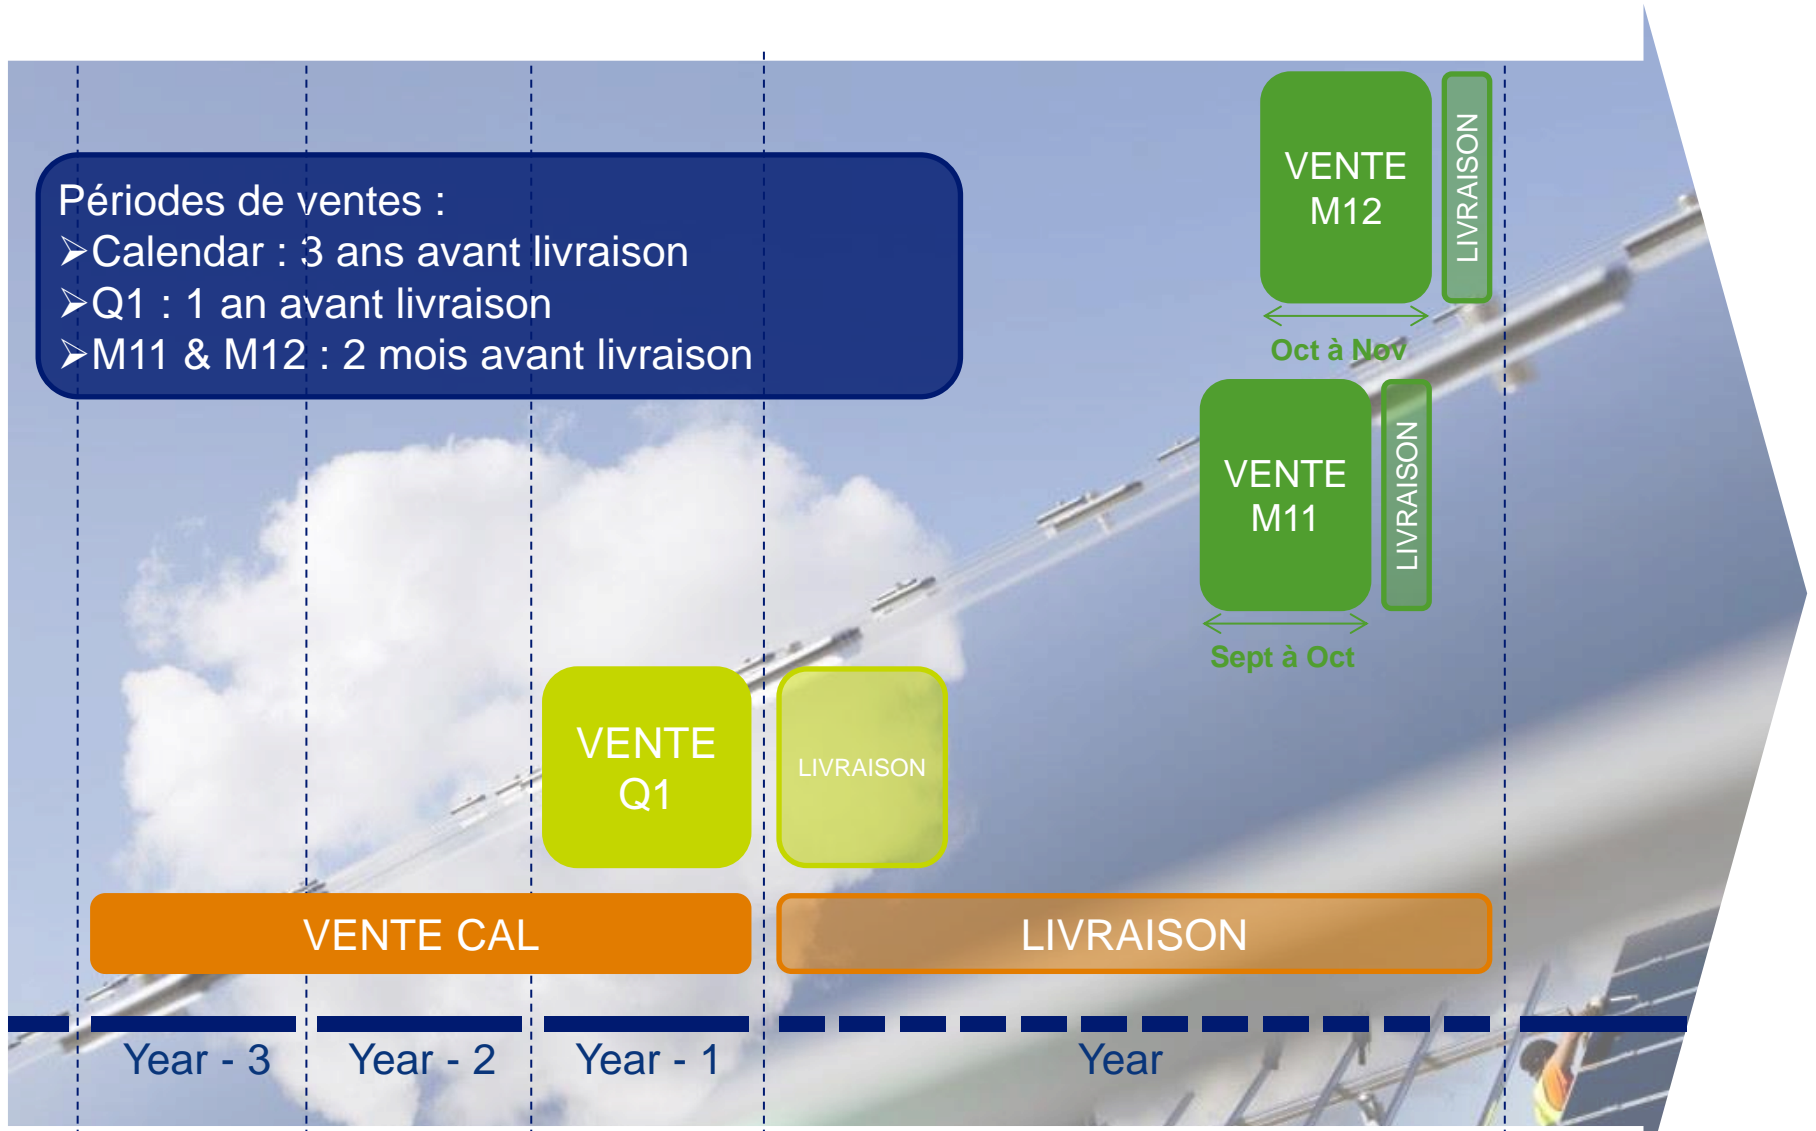 Périodes de ventes :
➢Calendar : 3 ans avant livraison
➢Q1 : 1 an avant livraison
➢M11 & M12 : 2 mois avant livraison
VENTE
M12
LIVRAISON
Oct à Nov
VENTE
M11
LIVRAISON
Sept à Oct
VENTE
Q1
LIVRAISON
VENTE CAL
LIVRAISON
Year - 3
Year - 2
Year - 1
Year